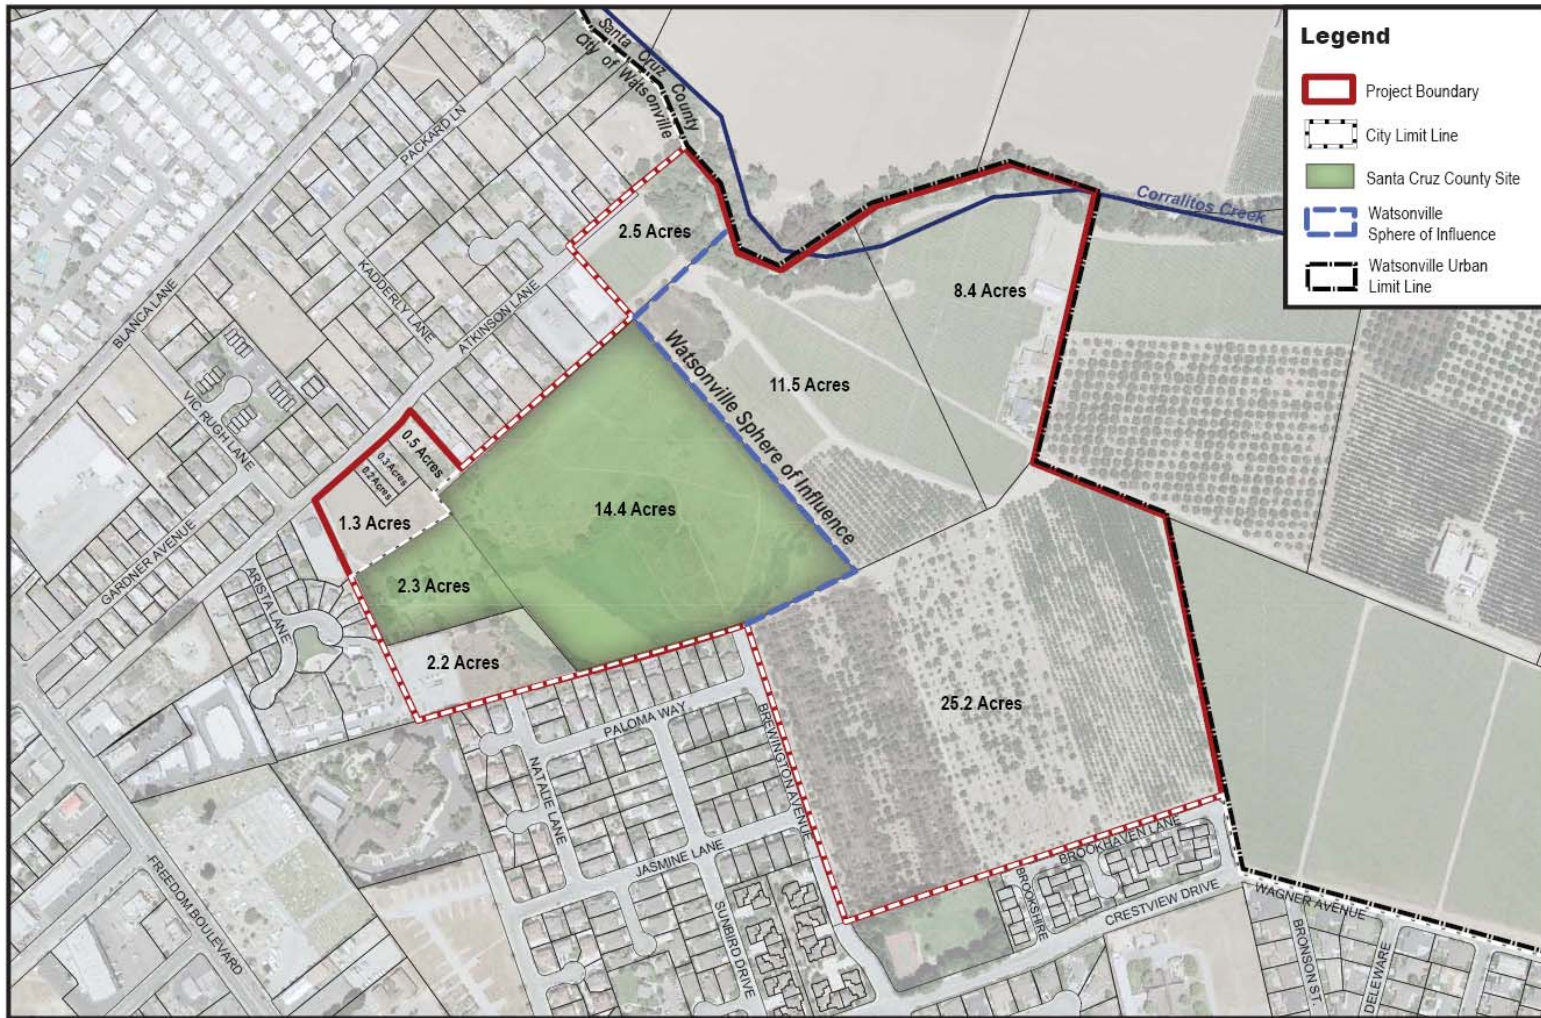 Legend
Project Boundary
City Limit Line
Santa Cruz County Site
Watsonville
Sphere of Influence
Watsonville Urban
Limit Line
Santa Cruz County
City of Watsonville
Corralitos Creek
PACKARD LN
BLANCA LANE
KADDERLY LANE
ATKINSON LANE
VIC RUGH LANE
GARDNER AVENUE
ARISTA LANE
2.5 Acres
8.4 Acres
11.5 Acres
Watsonville Sphere of Influence
0.5 Acres
0.3 Acres
0.2 Acres
1.3 Acres
14.4 Acres
2.3 Acres
2.2 Acres
25.2 Acres
PALOMA WAY
BREWINGTON AVENUE
NATALIE LANE
JASMINE LANE
SUNBIRD DRIVE
FREEDOM BOULEVARD
BROOKHAVEN LANE
BROOKSHIRE
CRESTVIEW DRIVE
WAGNER AVENUE
BRONSON ST.
DELEWARE